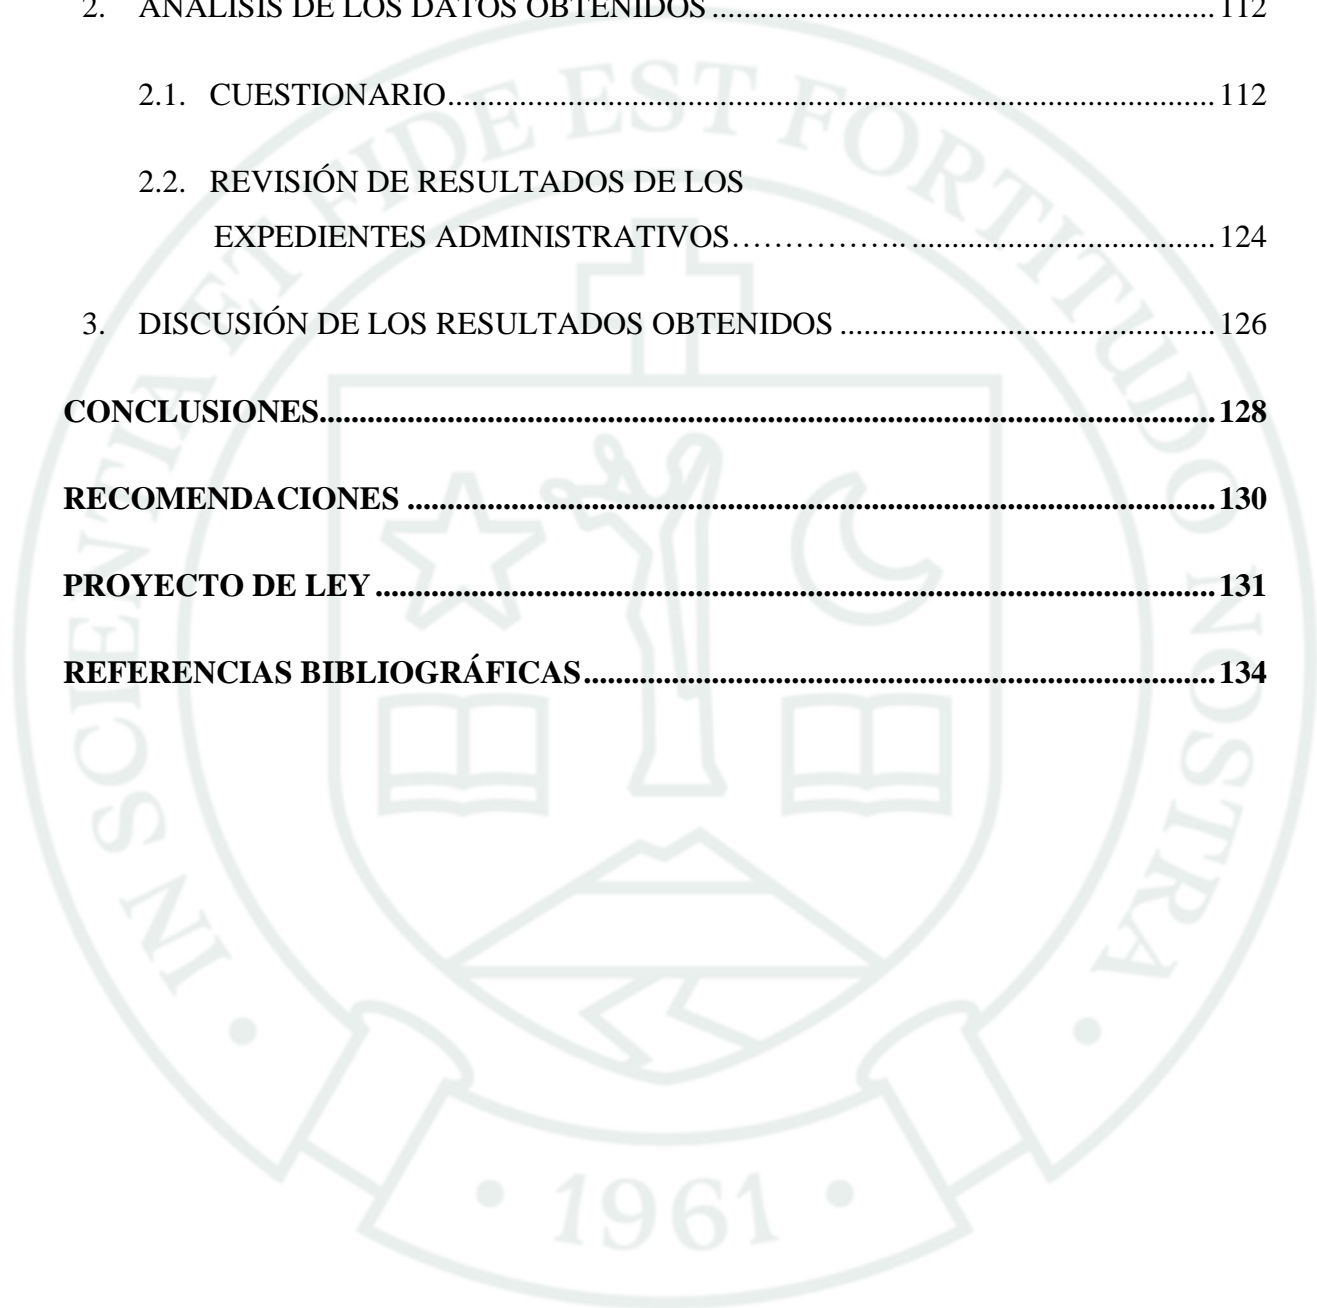 2. ANÁLISIS DE LOS DATOS OBTENIDOS ........................................................................ 112
2.1. CUESTIONARIO ........................................................................ 112
2.2. REVISIÓN DE RESULTADOS DE LOS
EXPEDIENTES ADMINISTRATIVOS…………….. ........................................ 124
3. DISCUSIÓN DE LOS RESULTADOS OBTENIDOS ................................................ 126
CONCLUSIONES ........................................................................ 128
RECOMENDACIONES ........................................................................ 130
PROYECTO DE LEY ........................................................................ 131
REFERENCIAS BIBLIOGRÁFICAS ........................................................................ 134
IN SCIENTIA ET FIDE EST FORTITUDO NOSTRA
• 1961 •